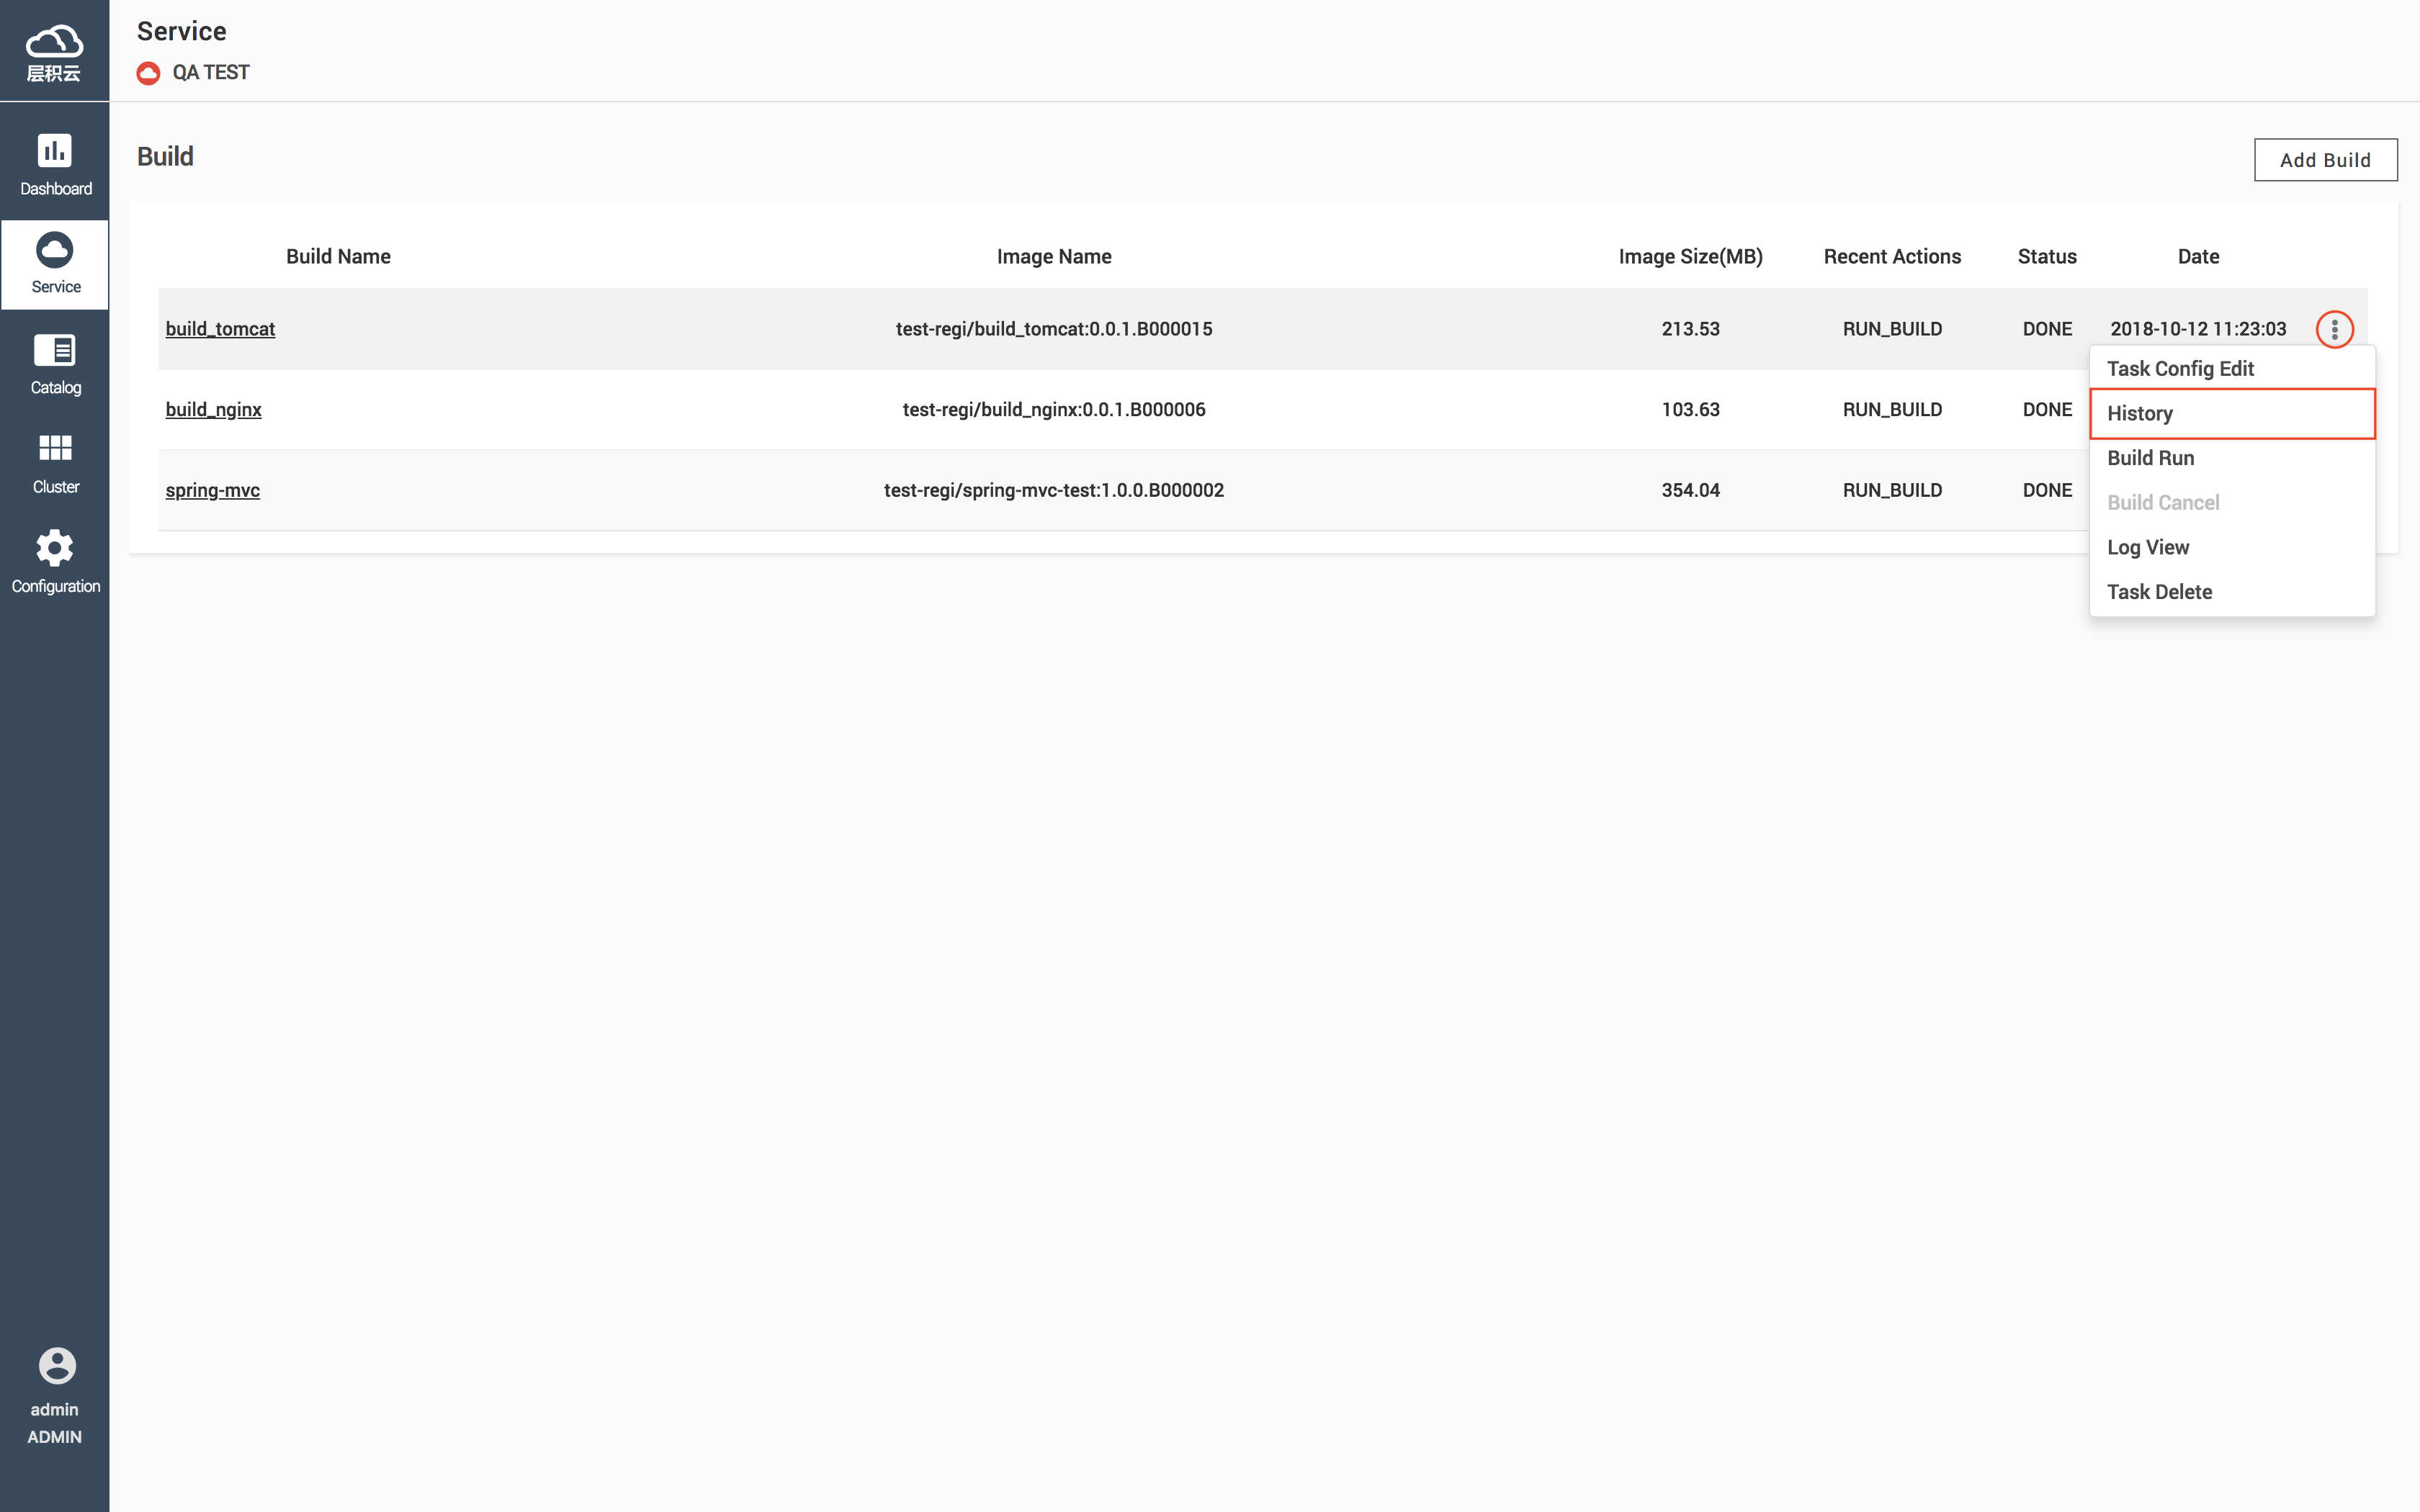 层积云
Service
QA TEST
Dashboard
Service
Catalog
Cluster
Configuration
admin
ADMIN
Build
Add Build
Build Name Image Name Image Size(MB) Recent Actions Status Date
build_tomcat test-regi/build_tomcat:0.0.1.B000015 213.53 RUN_BUILD DONE 2018-10-12 11:23:03
build_nginx test-regi/build_nginx:0.0.1.B000006 103.63 RUN_BUILD DONE
spring-mvc test-regi/spring-mvc-test:1.0.0.B000002 354.04 RUN_BUILD DONE
Task Config Edit
History
Build Run
Build Cancel
Log View
Task Delete